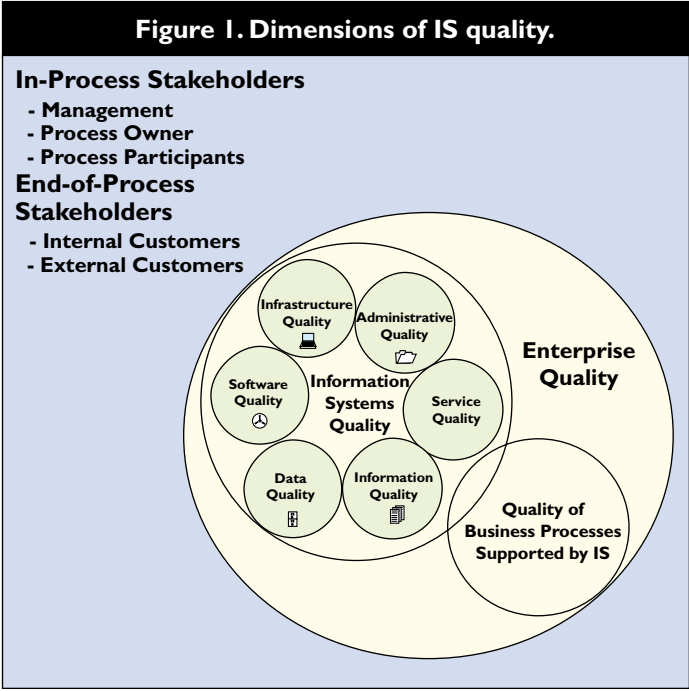 Figure 1. Dimensions of IS quality.
In-Process Stakeholders
- Management
- Process Owner
- Process Participants
End-of-Process
Stakeholders
- Internal Customers
- External Customers
Infrastructure
Quality
Administrative
Quality
Enterprise
Quality
Software
Quality
Information
Systems
Quality
Service
Quality
Data
Quality
Information
Quality
Quality of
Business Processes
Supported by IS